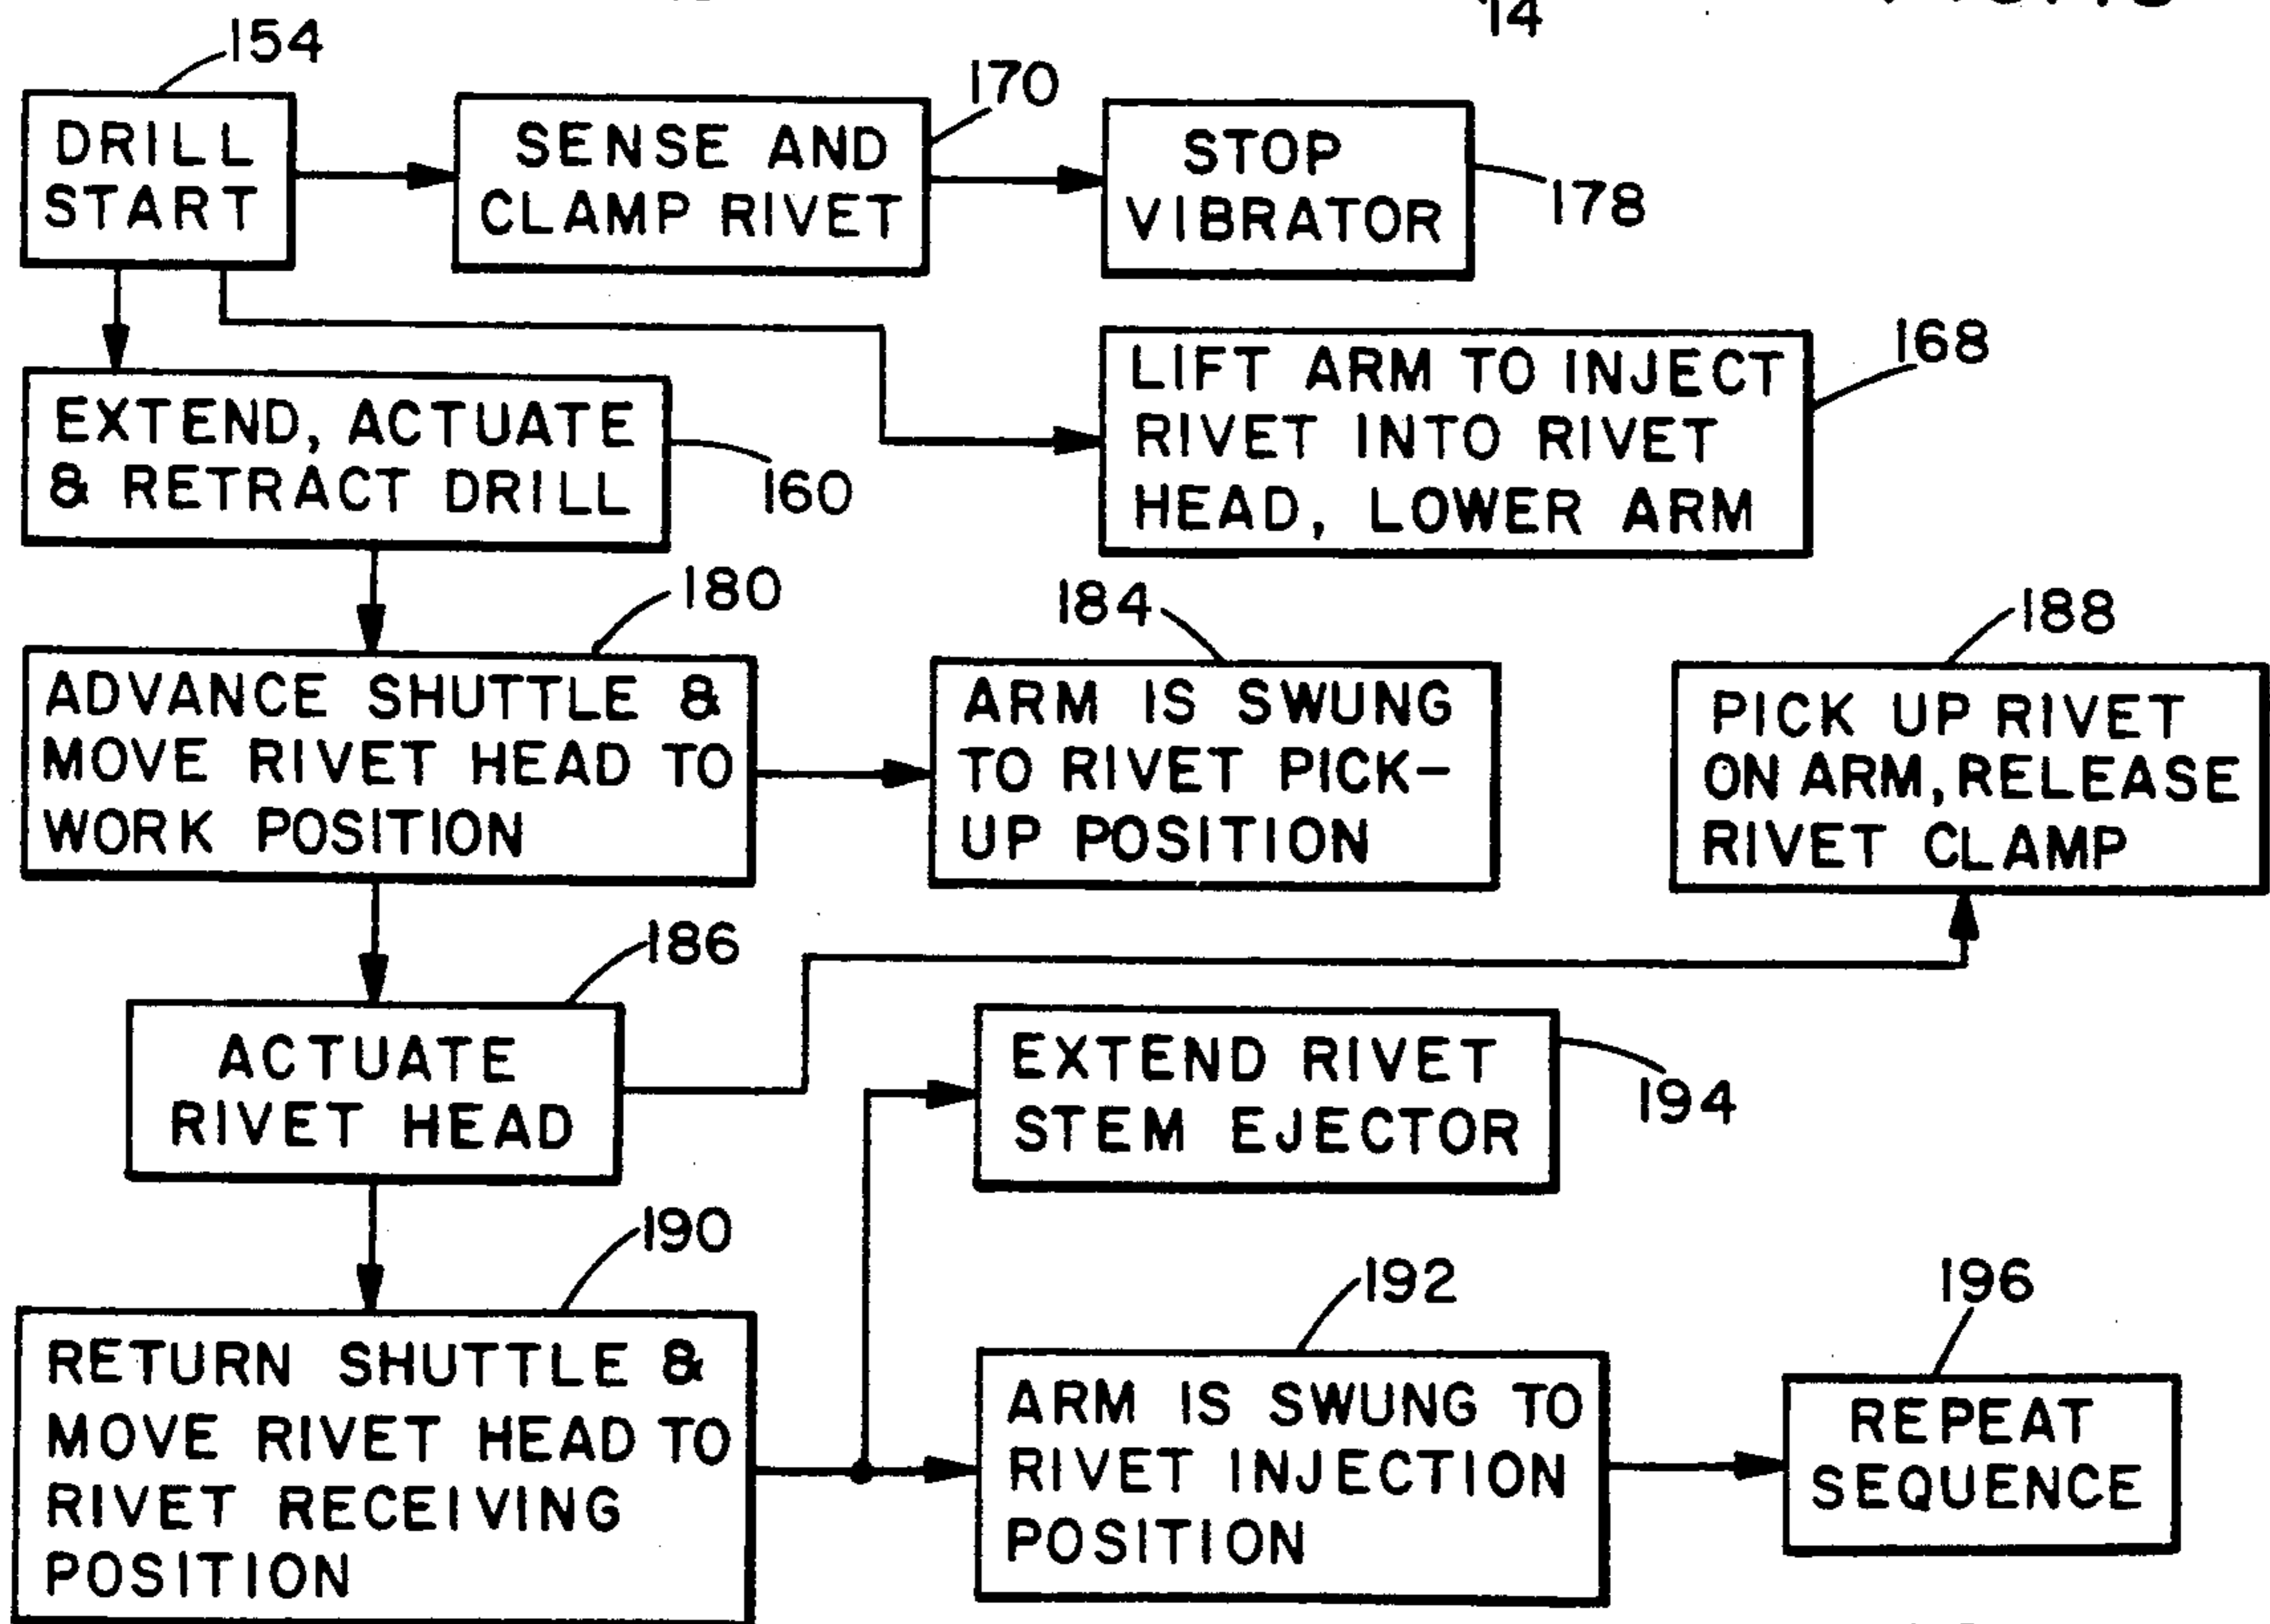 14
154
DRILL
START
170
SENSE AND
CLAMP RIVET
STOP
VIBRATOR
178
EXTEND, ACTUATE
& RETRACT DRILL
160
LIFT ARM TO INJECT
RIVET INTO RIVET
HEAD, LOWER ARM
168
180
ADVANCE SHUTTLE &
MOVE RIVET HEAD TO
WORK POSITION
184
ARM IS SWUNG
TO RIVET PICK-
UP POSITION
188
PICK UP RIVET
ON ARM, RELEASE
RIVET CLAMP
186
ACTUATE
RIVET HEAD
EXTEND RIVET
STEM EJECTOR
194
190
RETURN SHUTTLE &
MOVE RIVET HEAD TO
RIVET RECEIVING
POSITION
192
ARM IS SWUNG TO
RIVET INJECTION
POSITION
196
REPEAT
SEQUENCE